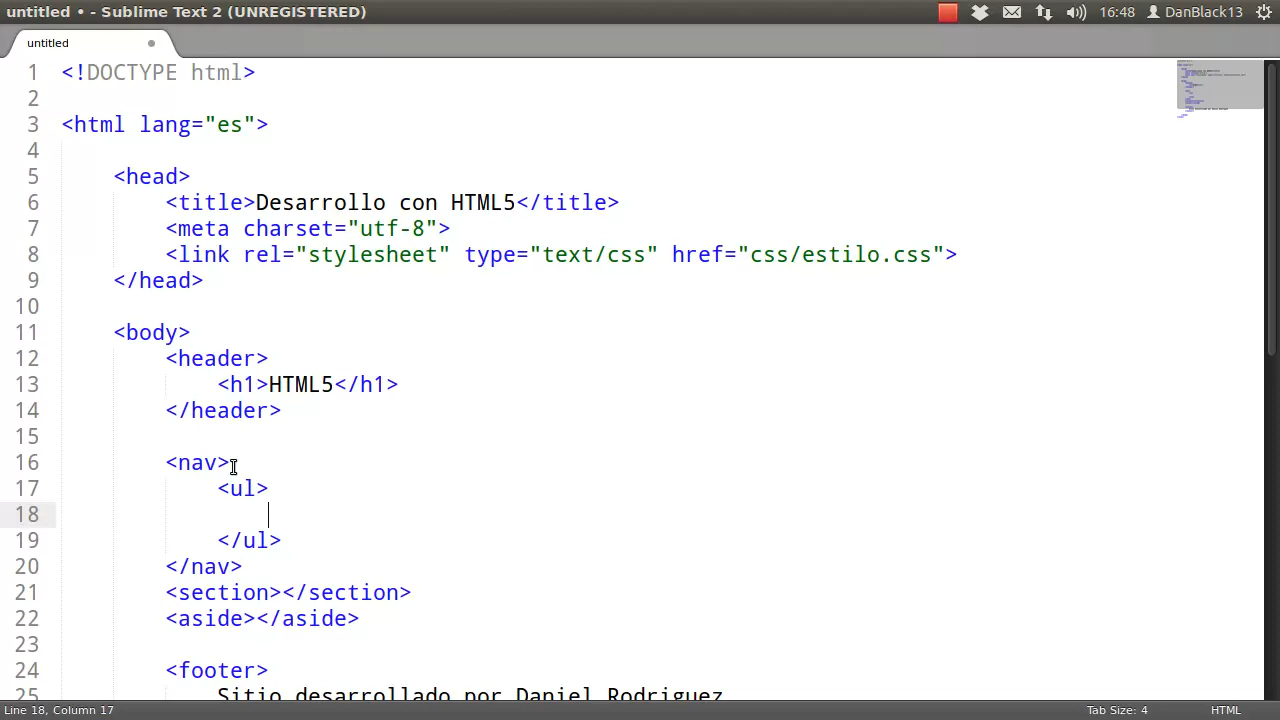 untitled • - Sublime Text 2 (UNREGISTERED)
16:48 DanBlack13
untitled
1 <!DOCTYPE html>
2
3 <html lang="es">
4
5 <head>
6 <title>Desarrollo con HTML5</title>
7 <meta charset="utf-8">
8 <link rel="stylesheet" type="text/css" href="css/estilo.css">
9 </head>
10
11 <body>
12 <header>
13 <h1>HTML5</h1>
14 </header>
15
16 <nav>
17 <ul>
18
19 </ul>
20 </nav>
21 <section></section>
22 <aside></aside>
23
24 <footer>
25 Sitio desarrollado por Daniel Rodriguez
Line 18, Column 17 Tab Size: 4 HTML